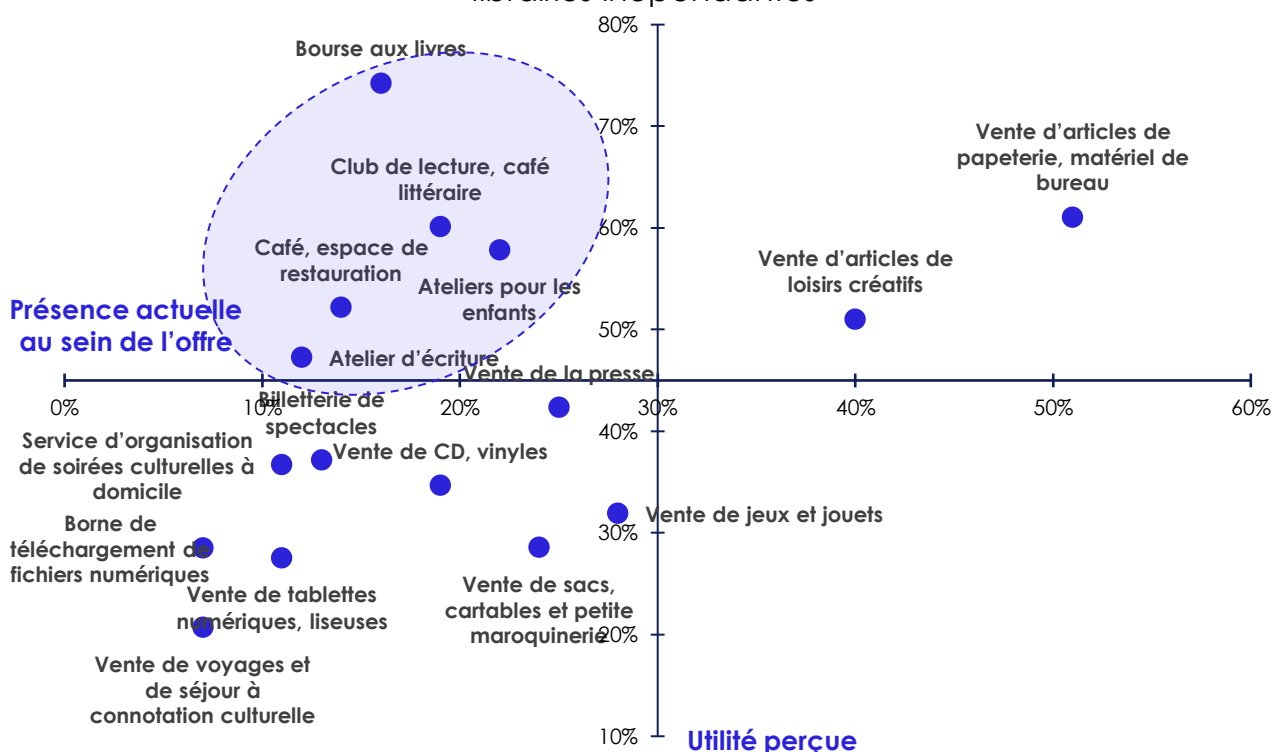 80%
Bourse aux livres
70%
Vente d’articles de
papeterie, matériel de
bureau
Club de lecture, café
littéraire
60%
Café, espace de
restauration
Vente d’articles de
loisirs créatifs
Ateliers pour les
enfants
Présence actuelle
au sein de l’offre
50%
Atelier d’écriture
Vente de la presse
0%
10%
20%
30%
40%
50%
60%
Billetterie de
spectacles
40%
Service d’organisation
de soirées culturelles à
domicile
Vente de CD, vinyles
Borne de
téléchargement de
fichiers numériques
Vente de jeux et jouets
30%
Vente de tablettes
numériques, liseuses
Vente de sacs,
cartables et petite
maroquinerie
20%
Vente de voyages et
de séjour à
connotation culturelle
10%
Utilité perçue